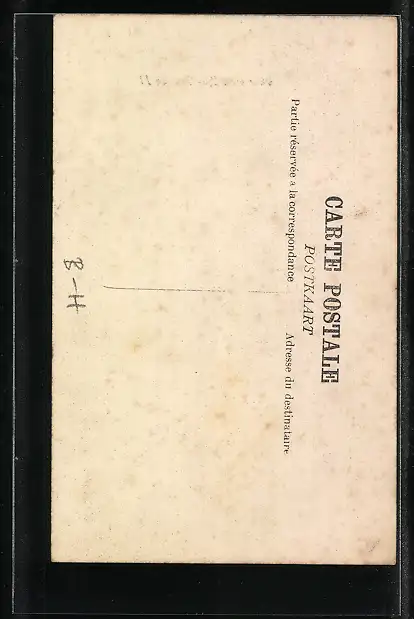 CARTE POSTALE
POSTKAART
Partie réservée à la correspondance
Adresse du destinataire
B-H